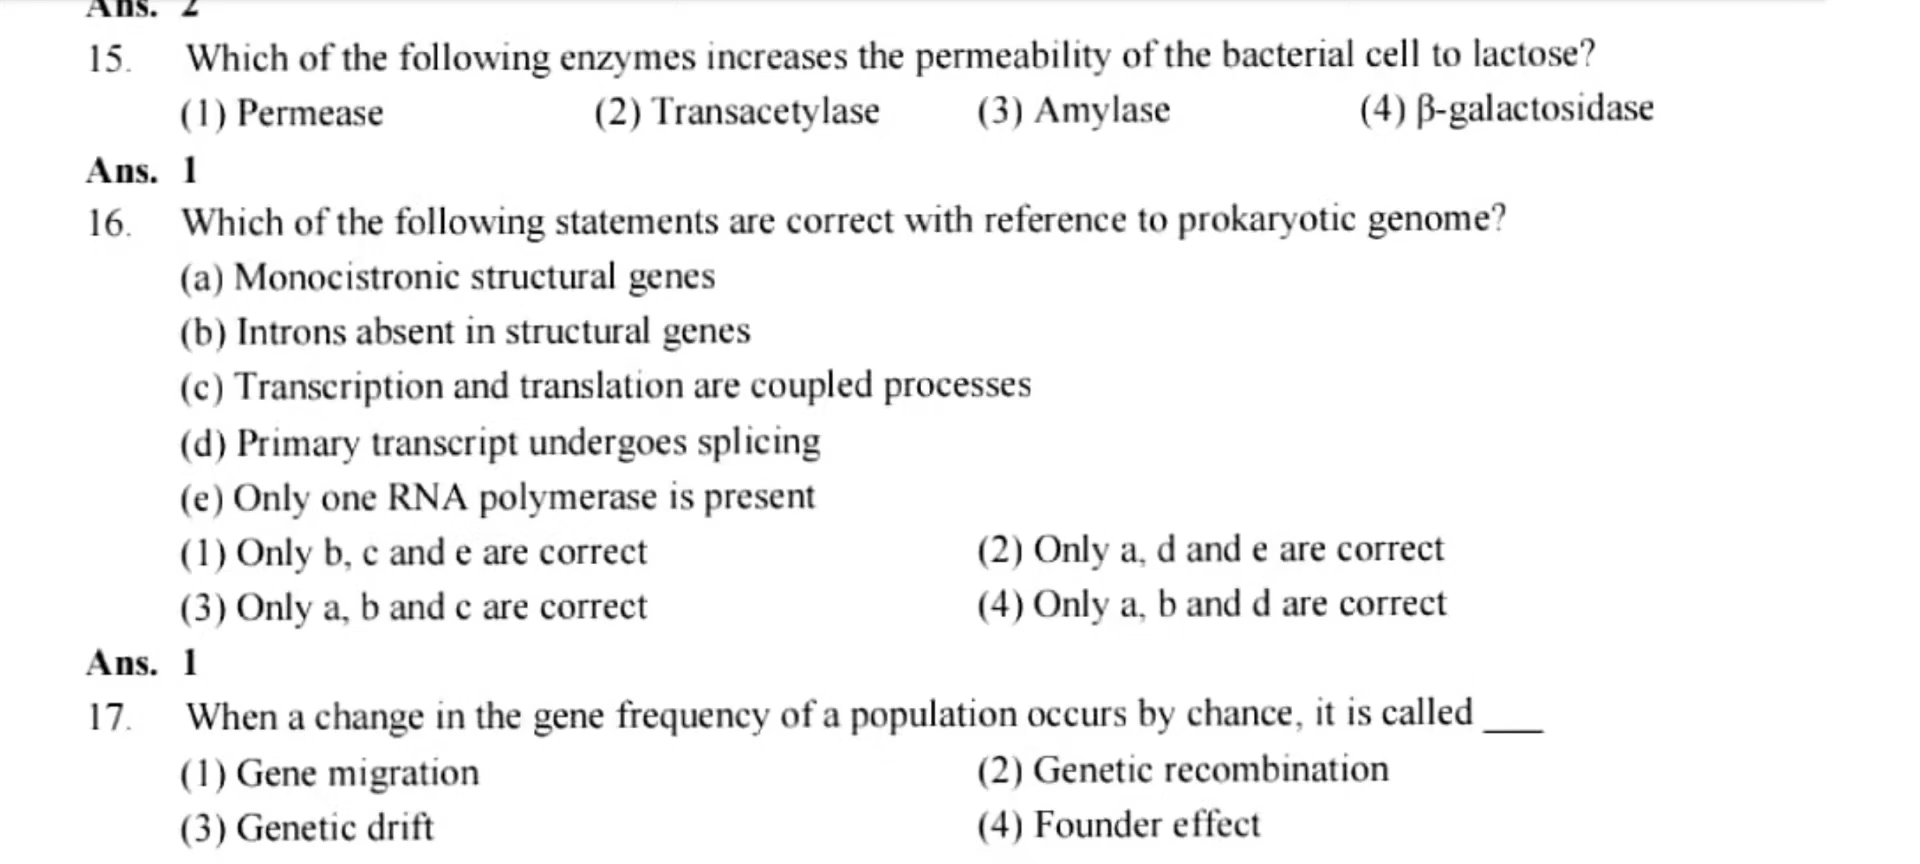 Ans. 2
15. Which of the following enzymes increases the permeability of the bacterial cell to lactose?
(1) Permease (2) Transacetylase (3) Amylase (4) β-galactosidase
Ans. 1
16. Which of the following statements are correct with reference to prokaryotic genome?
(a) Monocistronic structural genes
(b) Introns absent in structural genes
(c) Transcription and translation are coupled processes
(d) Primary transcript undergoes splicing
(e) Only one RNA polymerase is present
(1) Only b, c and e are correct (2) Only a, d and e are correct
(3) Only a, b and c are correct (4) Only a, b and d are correct
Ans. 1
17. When a change in the gene frequency of a population occurs by chance, it is called ___
(1) Gene migration (2) Genetic recombination
(3) Genetic drift (4) Founder effect